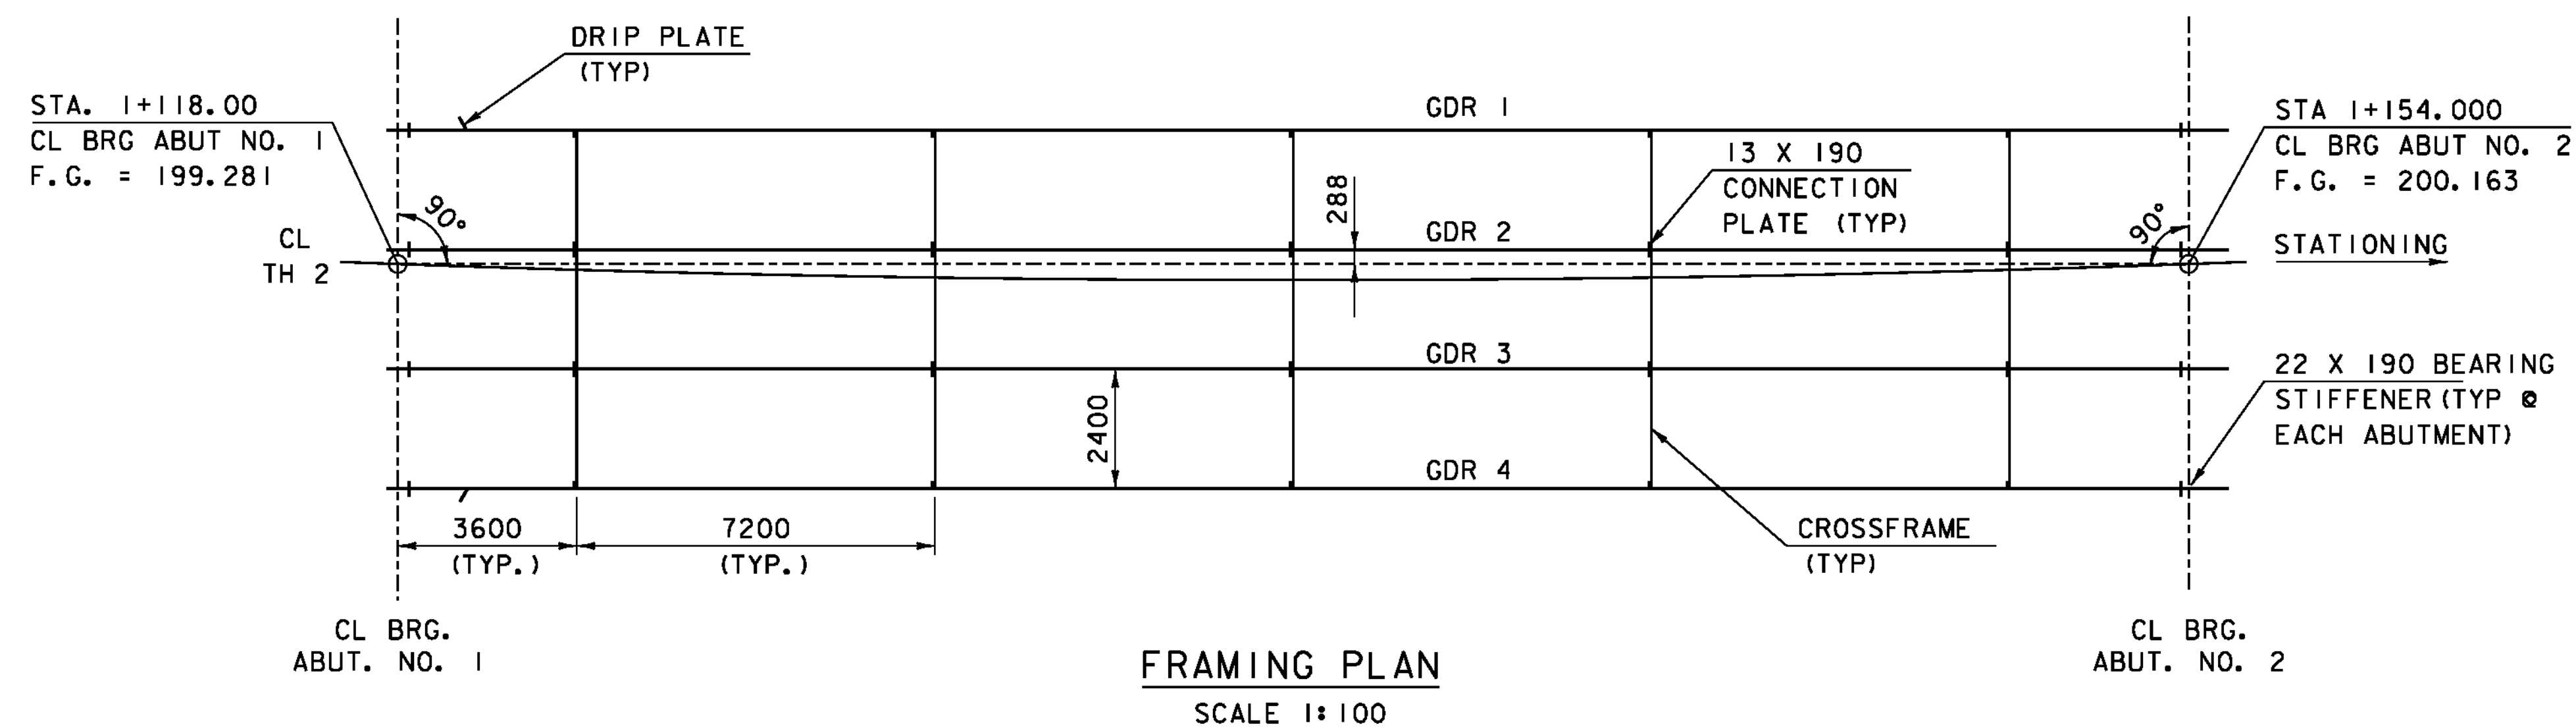 DRIP PLATE
(TYP)
STA. 1+118.00
CL BRG ABUT NO. 1
F.G. = 199.281
GDR 1
STA 1+154.000
CL BRG ABUT NO. 2
F.G. = 200.163
13 X 190
CONNECTION
PLATE (TYP)
288
90°
GDR 2
90°
CL
TH 2
STATIONING
GDR 3
22 X 190 BEARING
STIFFENER (TYP @
EACH ABUTMENT)
2400
GDR 4
3600
(TYP.)
7200
(TYP.)
CROSSFRAME
(TYP)
CL BRG.
ABUT. NO. 1
CL BRG.
ABUT. NO. 2
FRAMING PLAN
SCALE 1:100